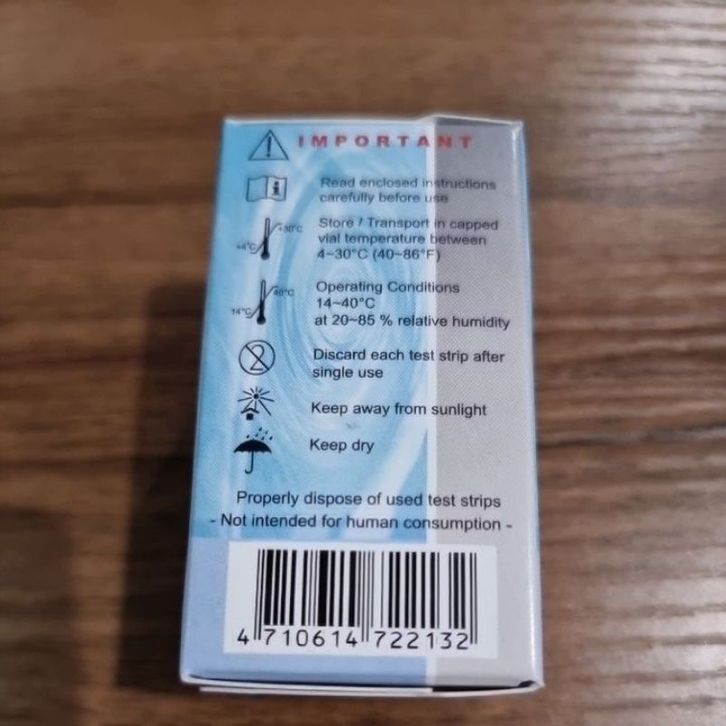 IMPORTANT
Read enclosed instructions
carefully before use
+30°C
+4°C
Store / Transport in capped
vial temperature between
4~30°C (40~86°F)
40°C
14°C
Operating Conditions
14~40°C
at 20~85 % relative humidity
2
Discard each test strip after
single use
Keep away from sunlight
Keep dry
Properly dispose of used test strips
- Not intended for human consumption -
4 710614 722132